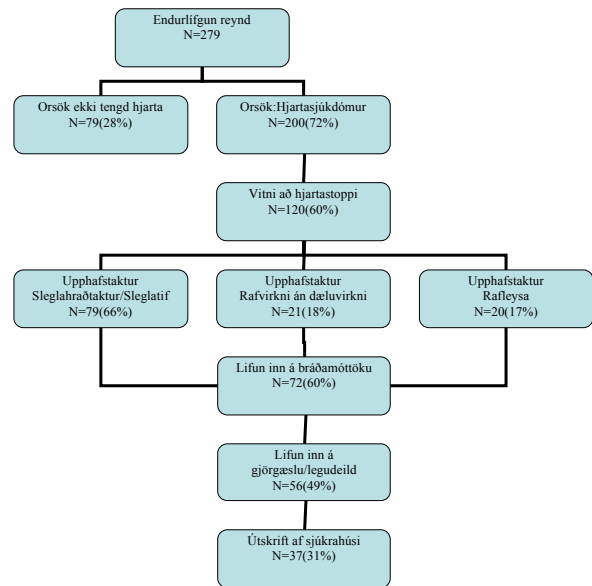 Endurlífgun reynd
N=279
Orsök ekki tengd hjarta
N=79(28%)
Orsök:Hjartasjúkdómur
N=200(72%)
Vitni að hjartastoppi
N=120(60%)
Upphafstaktur
Sleglahraðtaktur/Sleglatif
N=79(66%)
Upphafstaktur
Rafvirkni án dæluvirkni
N=21(18%)
Upphafstaktur
Rafleysa
N=20(17%)
Lifun inn á bráðamóttöku
N=72(60%)
Lifun inn á
gjörgæslu/legudeild
N=56(49%)
Útskrift af sjúkrahúsi
N=37(31%)